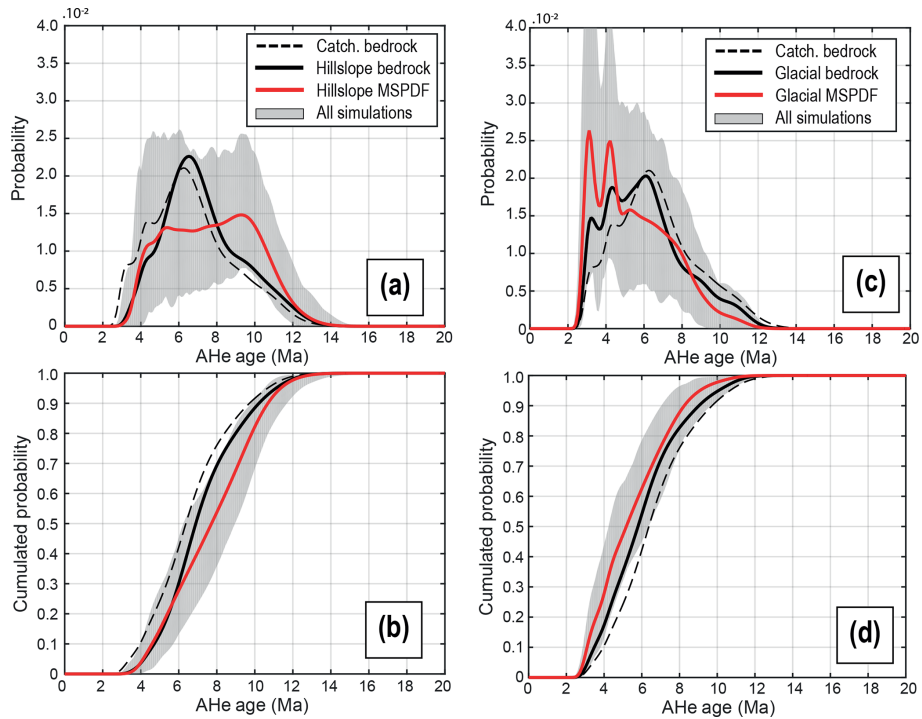 .10-2
4.0
3.5
3.0
2.5
2.0
1.5
1.0
0.5
0
Probability
Catch. bedrock
Hillslope bedrock
Hillslope MSPDF
All simulations
(a)
0 2 4 6 8 10 12 14 16 18 20
AHe age (Ma)
.10-2
4.0
3.5
3.0
2.5
2.0
1.5
1.0
0.5
0
Probability
Catch. bedrock
Glacial bedrock
Glacial MSPDF
All simulations
(c)
0 2 4 6 8 10 12 14 16 18 20
AHe age (Ma)
1.0
0.9
0.8
0.7
0.6
0.5
0.4
0.3
0.2
0.1
0
Cumulated probability
(b)
0 2 4 6 8 10 12 14 16 18 20
AHe age (Ma)
1.0
0.9
0.8
0.7
0.6
0.5
0.4
0.3
0.2
0.1
0
Cumulated probability
(d)
0 2 4 6 8 10 12 14 16 18 20
AHe age (Ma)